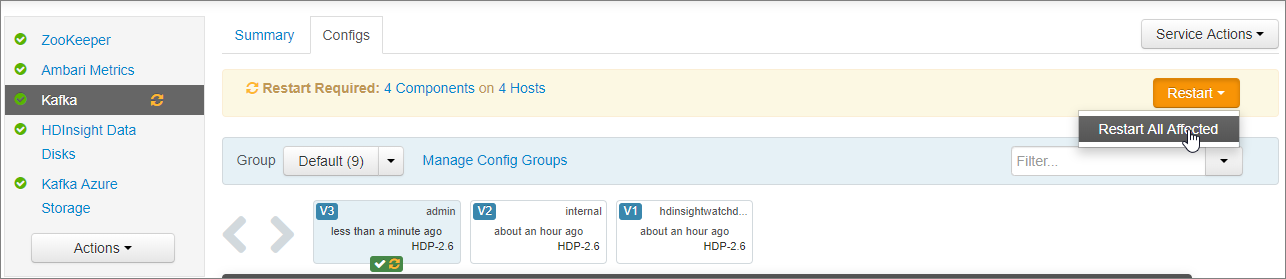 ZooKeeper
Ambari Metrics
Kafka
HDInsight Data
Disks
Kafka Azure
Storage
Actions
Summary
Configs
Service Actions
Restart Required: 4 Components on 4 Hosts
Restart
Restart All Affected
Group
Default (9)
Manage Config Groups
Filter...
V3 admin
less than a minute ago
HDP-2.6
V2 internal
about an hour ago
HDP-2.6
V1 hdinsightwatchd...
about an hour ago
HDP-2.6